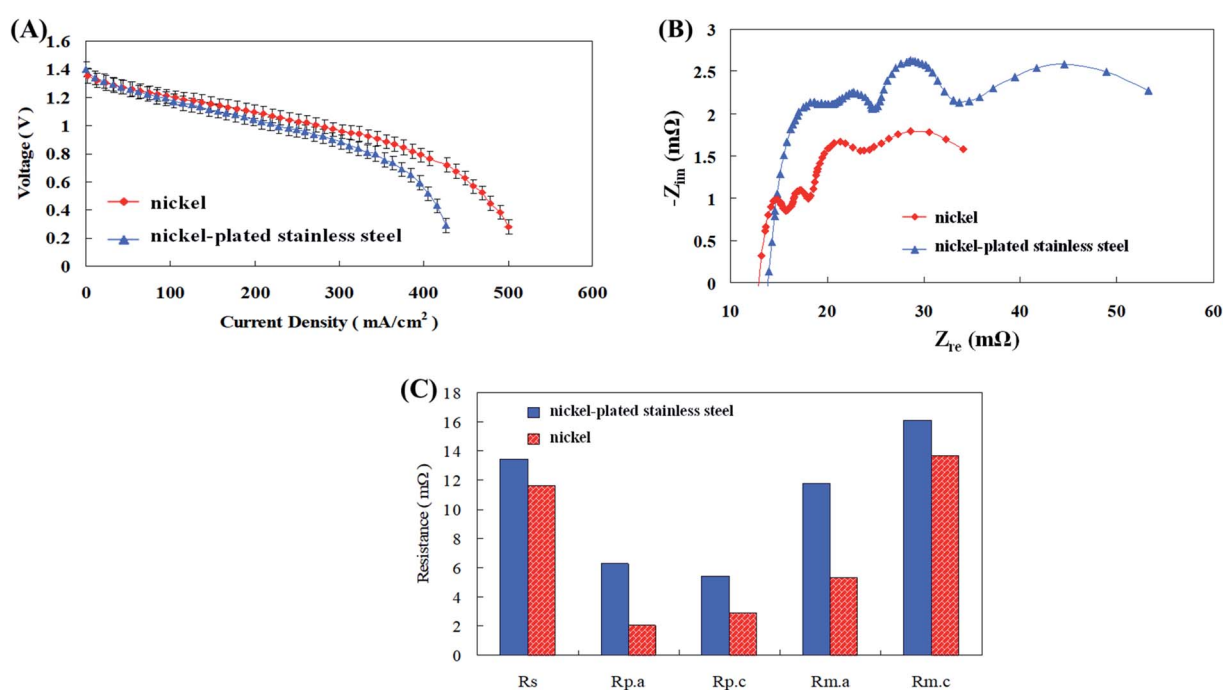 (A)
1.6
1.4
1.2
1
0.8
0.6
0.4
0.2
0
Voltage ( V )
nickel
nickel-plated stainless steel
0 100 200 300 400 500 600
Current Density ( mA/cm² )
(B)
3
2.5
2
1.5
1
0.5
0
-Zim (mΩ)
nickel
nickel-plated stainless steel
10 20 30 40 50 60
Zre (mΩ)
(C)
18
16
14
12
10
8
6
4
2
0
Resistance ( mΩ )
nickel-plated stainless steel
nickel
Rs Rp.a Rp.c Rm.a Rm.c